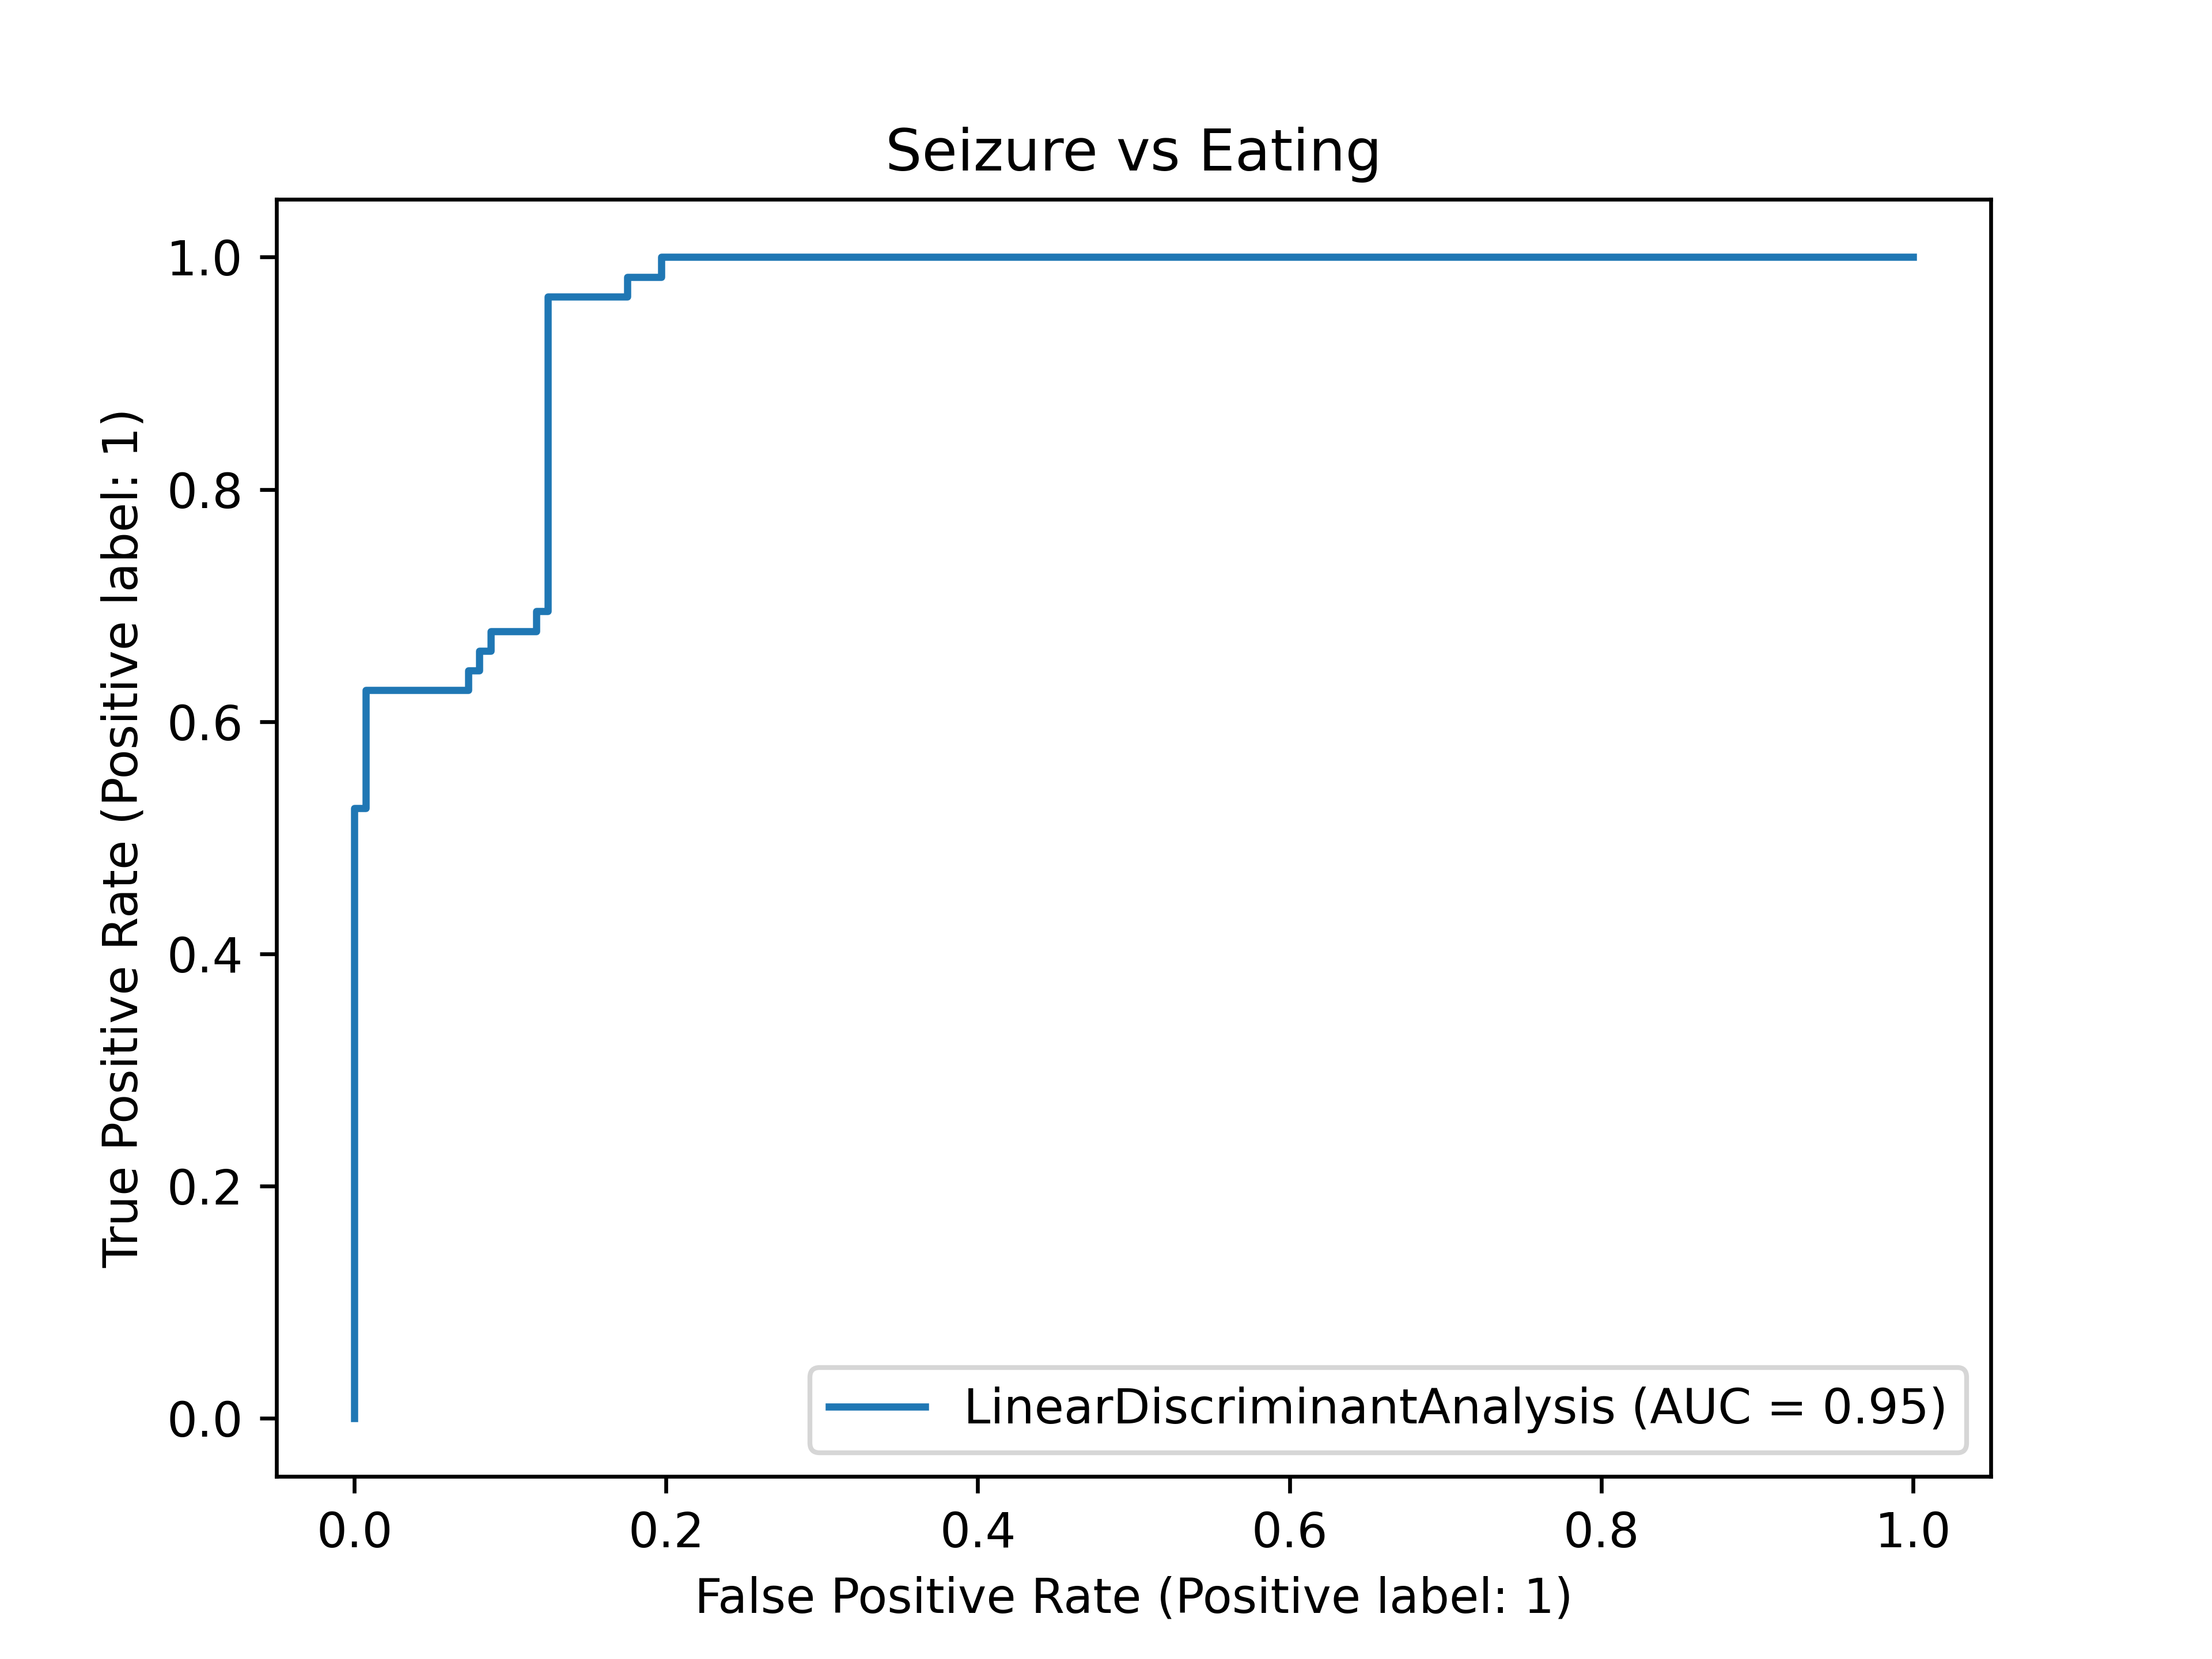 Seizure vs Eating
True Positive Rate (Positive label: 1)
1.0
0.8
0.6
0.4
0.2
0.0
LinearDiscriminantAnalysis (AUC = 0.95)
0.0 0.2 0.4 0.6 0.8 1.0
False Positive Rate (Positive label: 1)